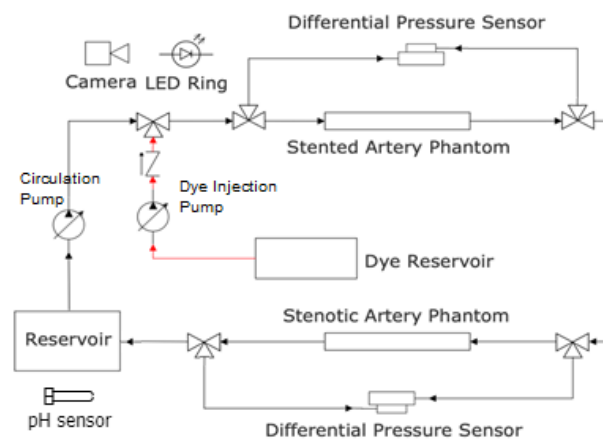 Differential Pressure Sensor
Camera LED Ring
Stented Artery Phantom
Circulation
Pump
Dye Injection
Pump
Dye Reservoir
Stenotic Artery Phantom
Reservoir
pH sensor
Differential Pressure Sensor